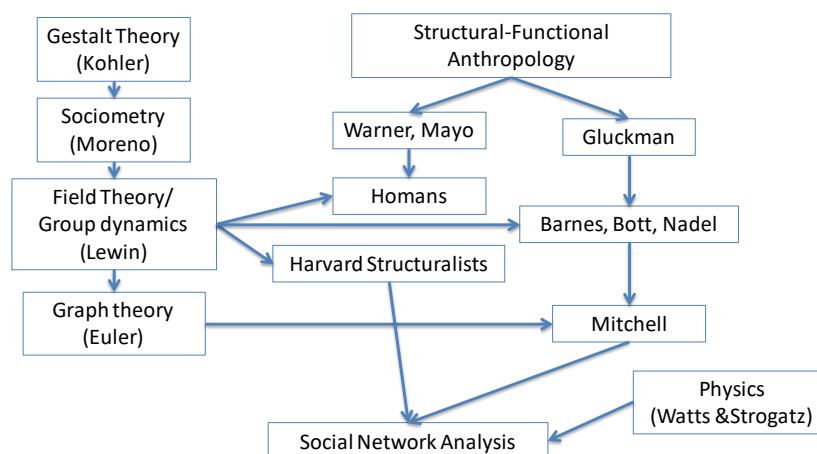 Gestalt Theory
(Kohler)
Structural-Functional
Anthropology
Sociometry
(Moreno)
Warner, Mayo
Gluckman
Field Theory/
Group dynamics
(Lewin)
Homans
Barnes, Bott, Nadel
Harvard Structuralists
Graph theory
(Euler)
Mitchell
Physics
(Watts &Strogatz)
Social Network Analysis